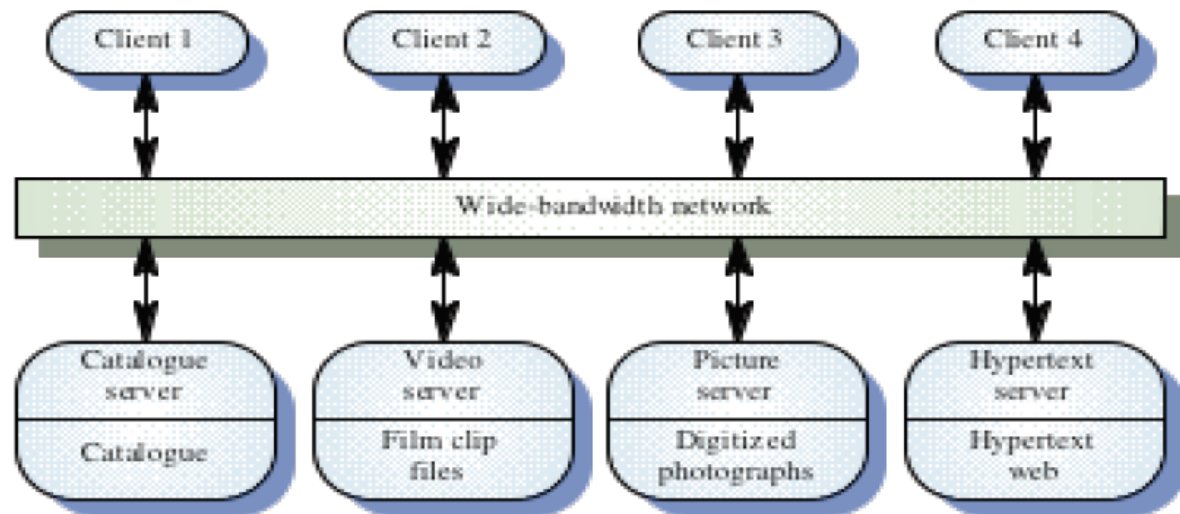 Client 1
Client 2
Client 3
Client 4
Wide-bandwidth network
Catalogue
server
Catalogue
Video
server
Film clip
files
Picture
server
Digitized
photographs
Hypertext
server
Hypertext
web